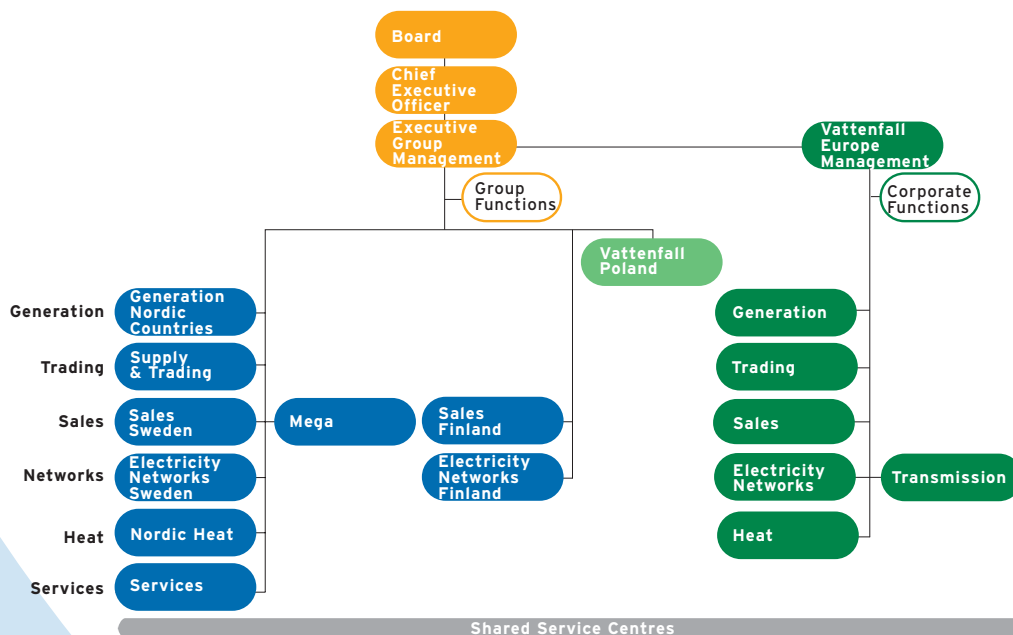 Board
Chief
Executive
Officer
Executive
Group
Management
Vattenfall
Europe
Management
Group
Functions
Corporate
Functions
Vattenfall
Poland
Generation
Generation
Nordic
Countries
Generation
Trading
Supply
& Trading
Trading
Sales
Sales
Sweden
Mega
Sales
Finland
Sales
Networks
Electricity
Networks
Sweden
Electricity
Networks
Finland
Electricity
Networks
Transmission
Heat
Nordic Heat
Heat
Services
Services
Shared Service Centres